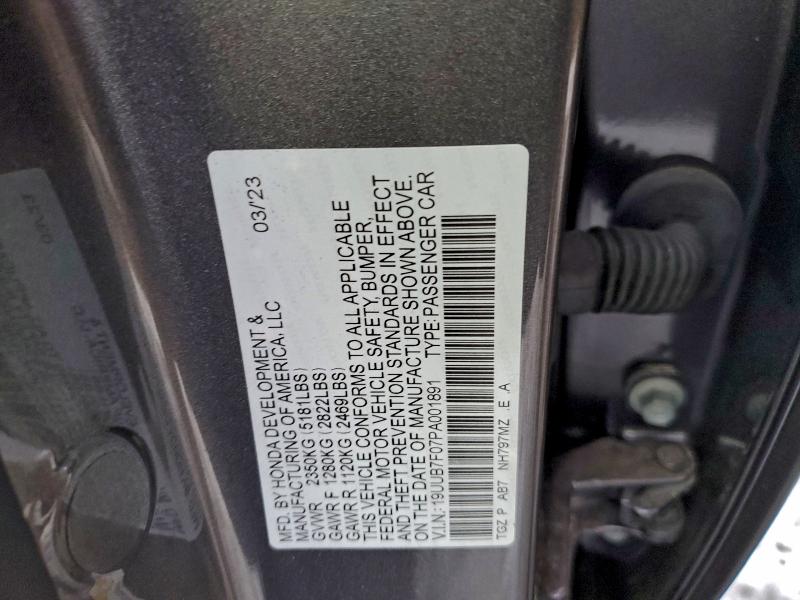 MFD. BY HONDA DEVELOPMENT & 03/'23
MANUFACTURING OF AMERICA, LLC
GVWR 2350KG (5181LBS)
GAWR F 1280KG (2822LBS)
GAWR R 1120KG (2469LBS)
THIS VEHICLE CONFORMS TO ALL APPLICABLE
FEDERAL MOTOR VEHICLE SAFETY, BUMPER,
AND THEFT PREVENTION STANDARDS IN EFFECT
ON THE DATE OF MANUFACTURE SHOWN ABOVE.
V.I.N.:19UUB7F07PA001891 TYPE:PASSENGER CAR
TGZ P AB7 NH797MZ E A